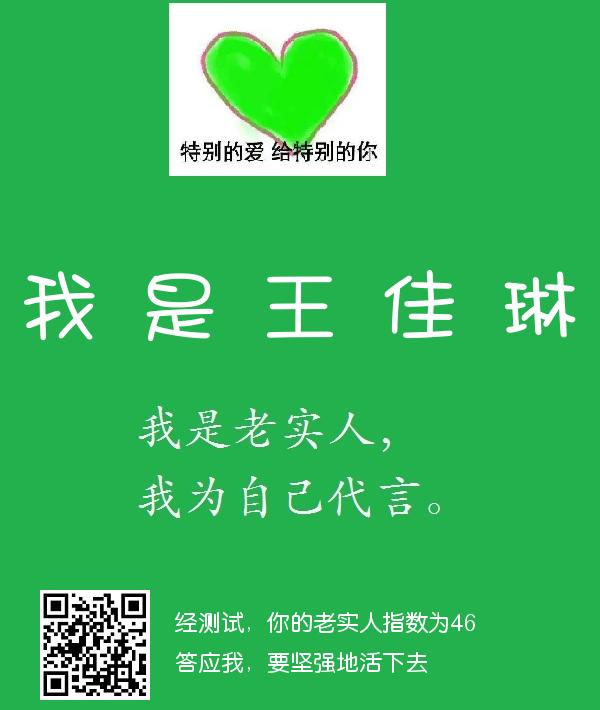 特别的爱 给特别的你
我是王佳琳
我是老实人，
我为自己代言。
经测试，你的老实人指数为46
答应我，要坚强地活下去